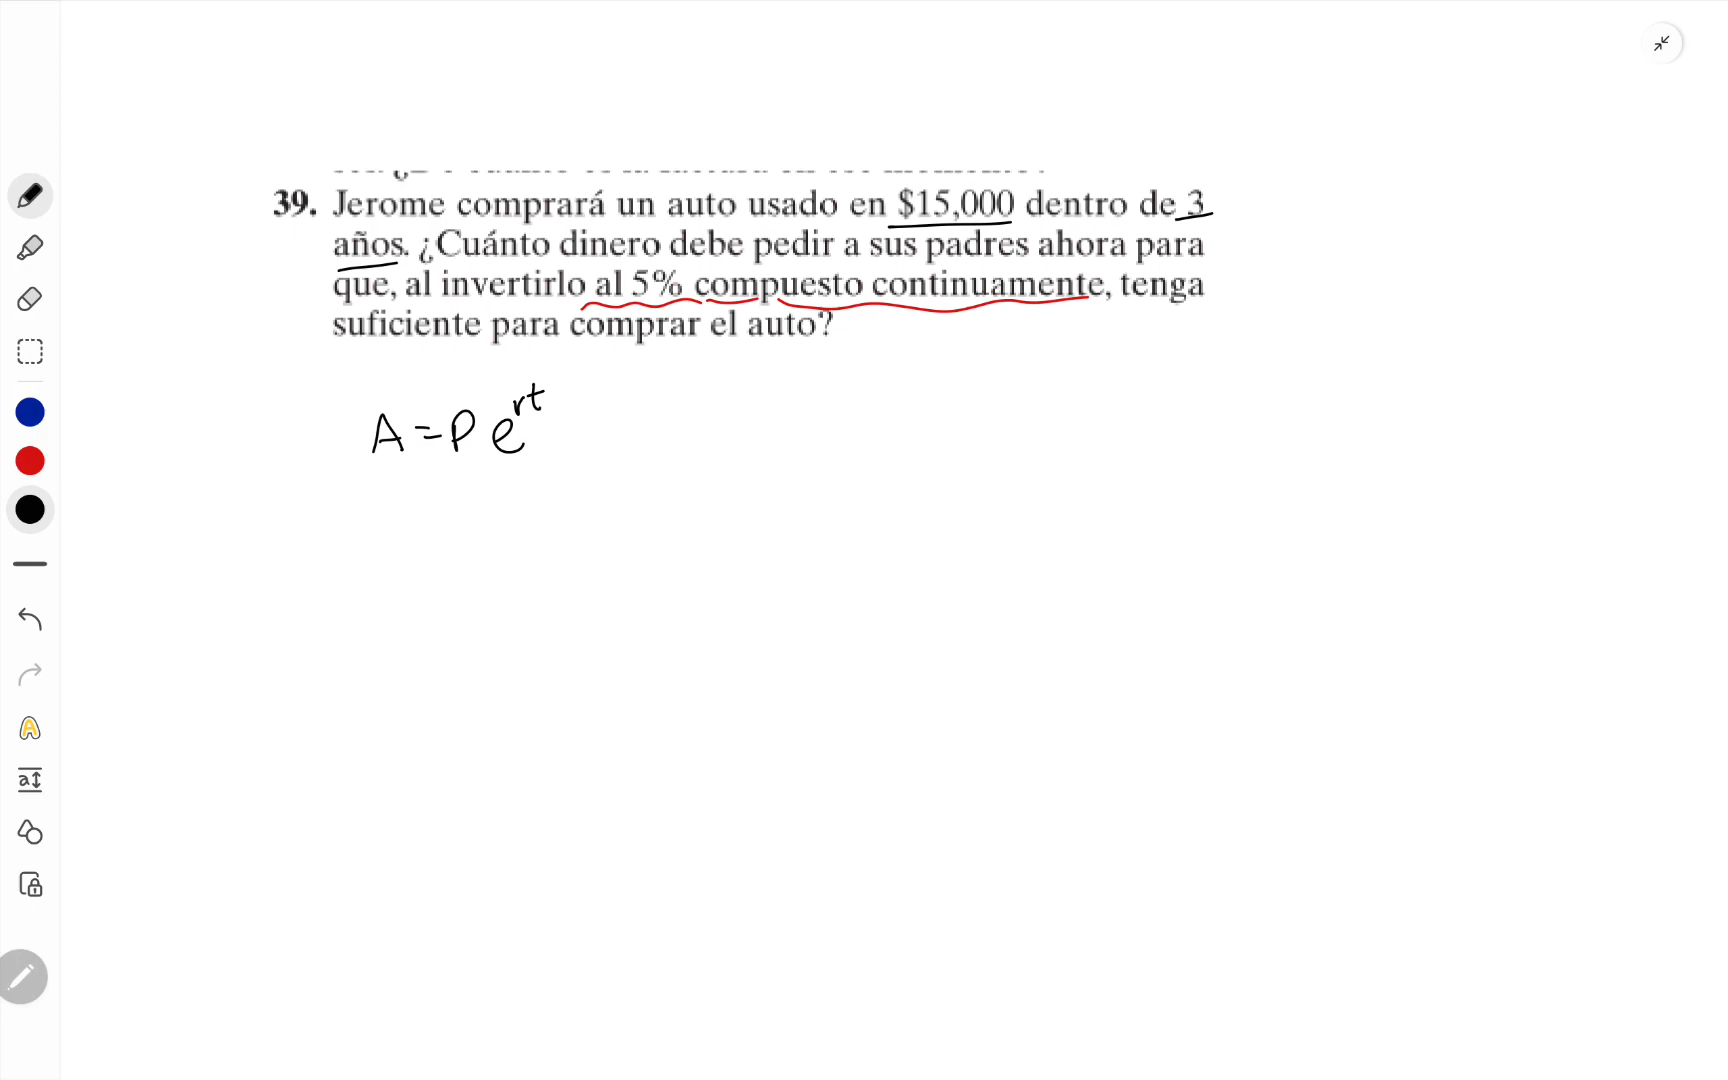 39. Jerome comprará un auto usado en $15,000 dentro de 3
años. ¿Cuánto dinero debe pedir a sus padres ahora para
que, al invertirlo al 5% compuesto continuamente, tenga
suficiente para comprar el auto?
A = P e^{rt}
A
a